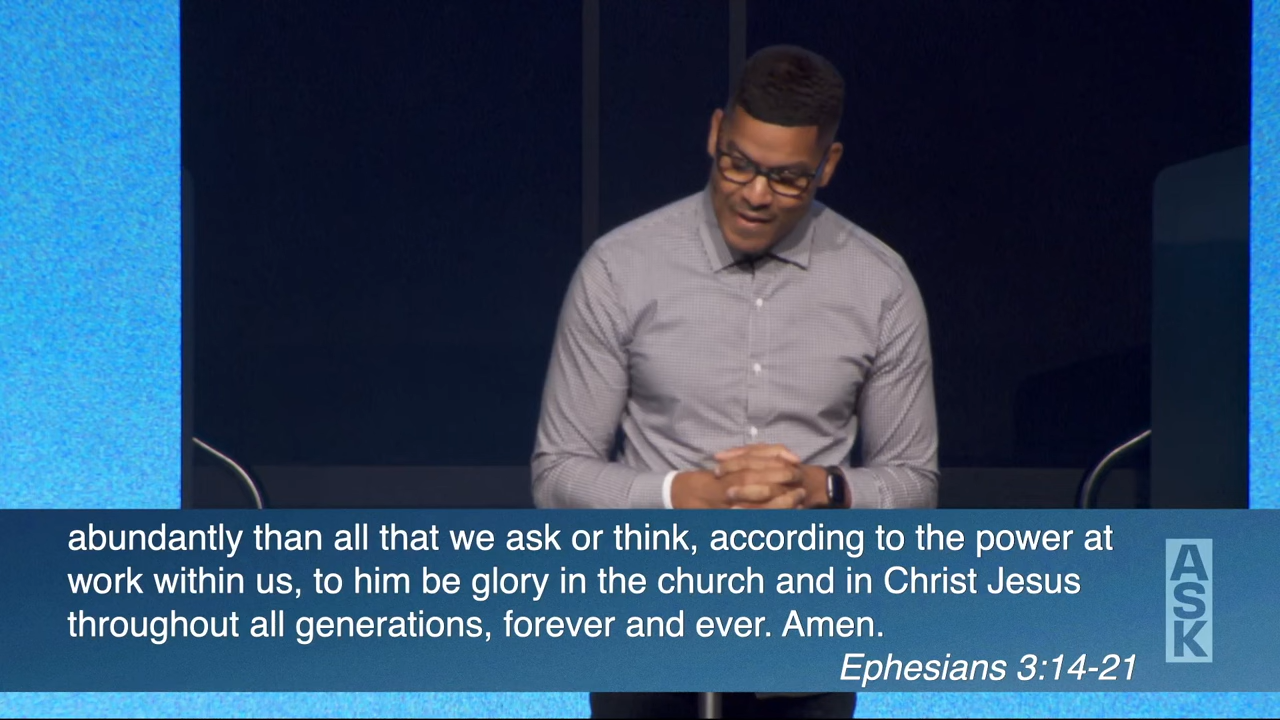 abundantly than all that we ask or think, according to the power at
work within us, to him be glory in the church and in Christ Jesus
throughout all generations, forever and ever. Amen.
Ephesians 3:14-21
ASK